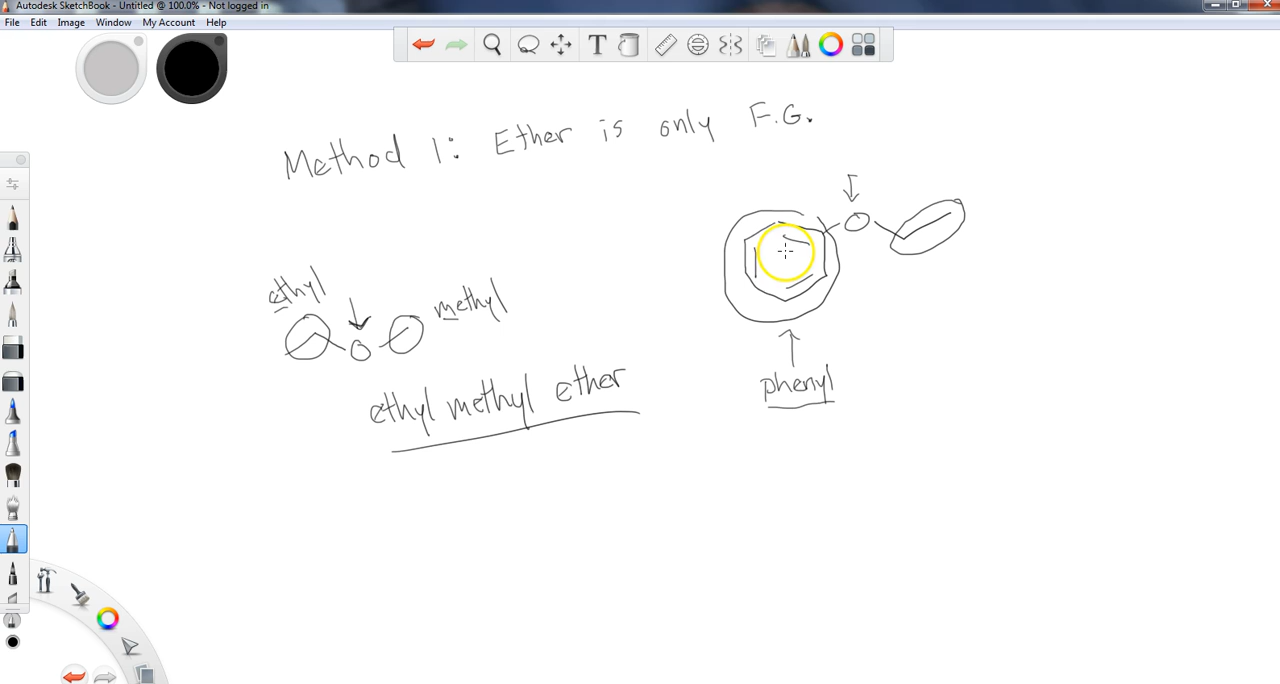 Autodesk SketchBook - Untitled @ 100.0% - Not logged in
File Edit Image Window My Account Help
T
Method 1: Ether is only F.G.
O
ethyl
methyl
O
phenyl
ethyl methyl ether